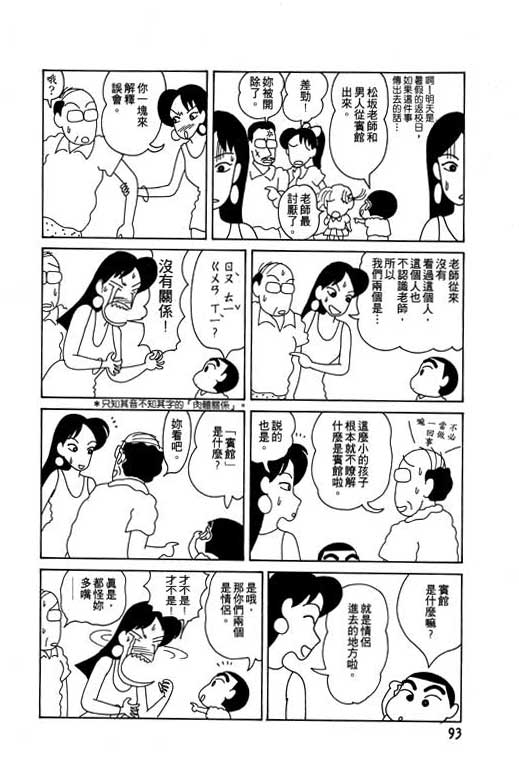 啊—明天是
暑假的返校日，
如果這件事
傳出去的話…
松坂老師和
男人從賓館
出來。
差勁！
妳被開
除了。
老師最
討厭了。
你一塊來
解釋
誤會。
哦？
老師從來
沒有
看過這個人，
這個人也
不認識老師，
所以
我們兩個是…
ㄖㄡˋ ㄊㄧˇ
ㄍㄨㄢ ㄒㄧˋ？
沒有關係！
＊只知其音不知其字的「肉體關係」。
不必
當做
一回事
嘛
這麼小的孩子
根本就不瞭解
什麼是賓館啦。
說的
也是。
「賓館」
是什麼？
妳看吧。
賓館
是什麼嘛？
就是情侶
進去的地方啦。
是哦，
那你們兩個
是情侶。
才不是！
才不是！
真是，
都怪妳
多嘴—
93